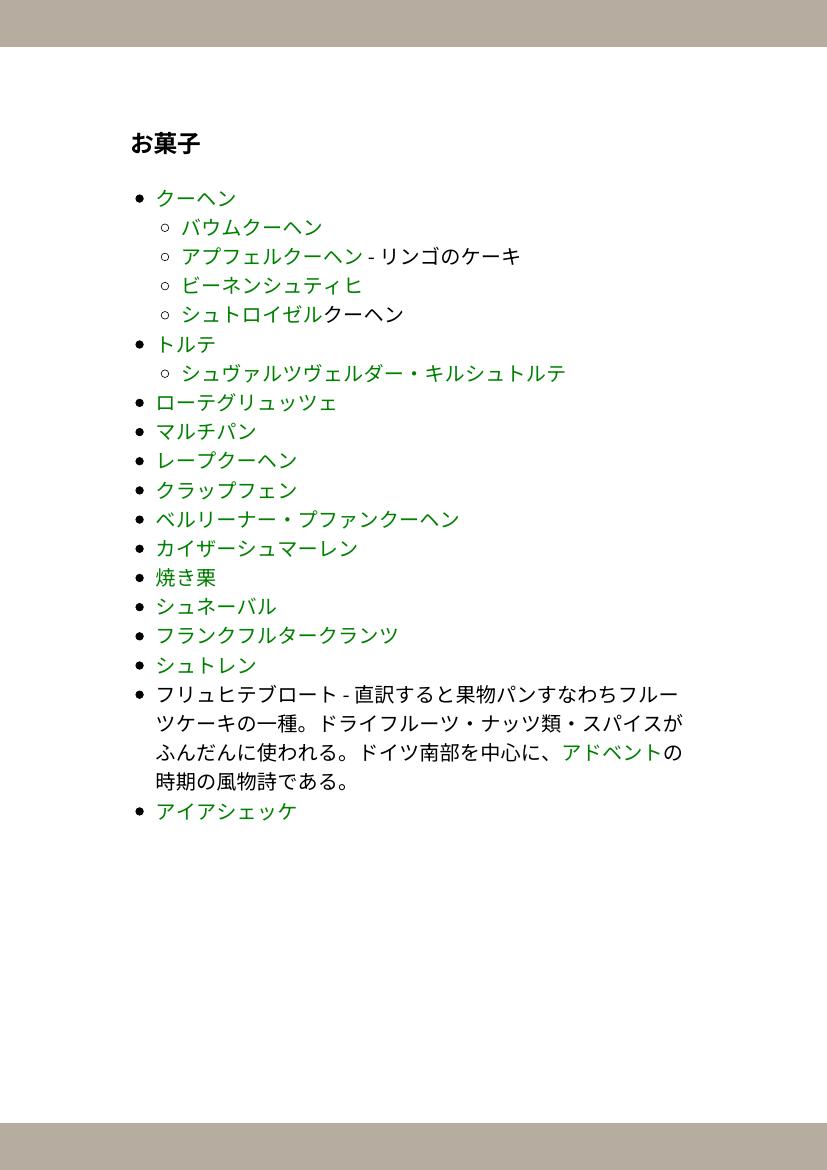 お菓子
クーヘン
バウムクーヘン
アプフェルクーヘン - リンゴのケーキ
ビーネンシュティヒ
シュトロイゼルクーヘン
トルテ
シュヴァルツヴェルダー・キルシュトルテ
ローテグリュッツェ
マルチパン
レープクーヘン
クラップフェン
ベルリーナー・プファンクーヘン
カイザーシュマーレン
焼き栗
シュネーバル
フランクフルタークランツ
シュトレン
フリュヒテブロート - 直訳すると果物パンすなわちフルー
ツケーキの一種。ドライフルーツ・ナッツ類・スパイスが
ふんだんに使われる。ドイツ南部を中心に、アドベントの
時期の風物詩である。
アイアシェッケ